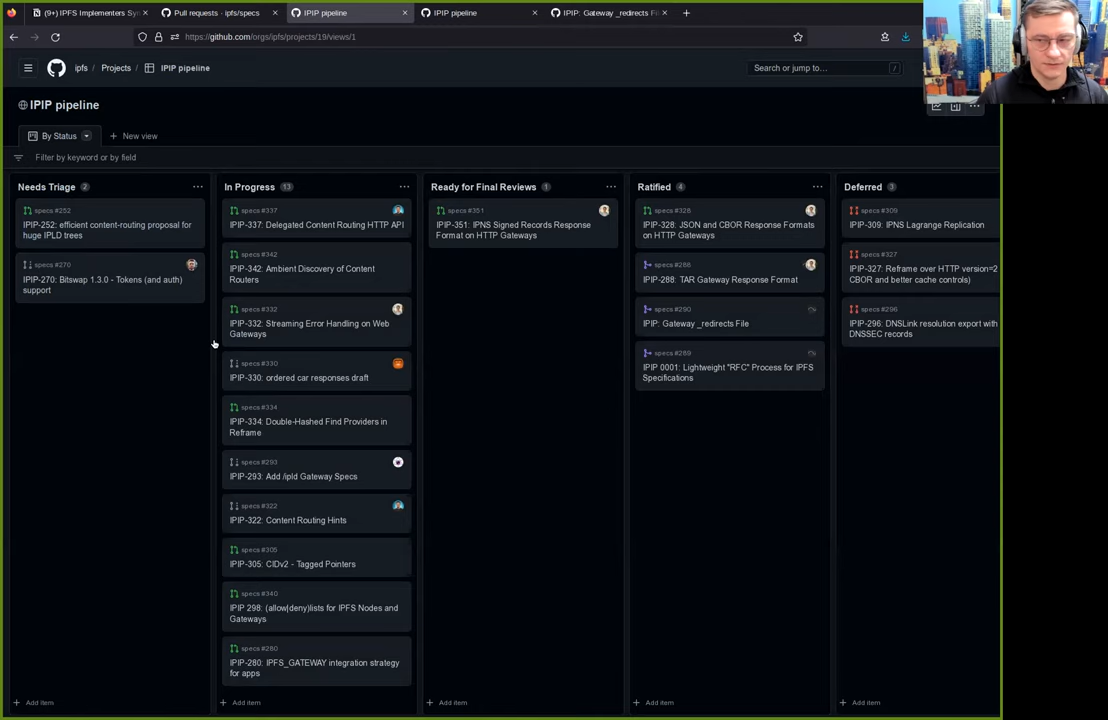 (9+) IPFS Implementers Syn
Pull requests · ipfs/specs
IPIP pipeline
IPIP pipeline
IPIP: Gateway _redirects Fil
https://github.com/orgs/ipfs/projects/19/views/1
ipfs / Projects / IPIP pipeline
Search or jump to... /
IPIP pipeline
By Status
+ New view
Filter by keyword or by field
Needs Triage 2
specs #252
IPIP-252: efficient content-routing proposal for
huge IPLD trees
specs #270
IPIP-270: Bitswap 1.3.0 - Tokens (and auth)
support
+ Add item
In Progress 13
specs #337
IPIP-337: Delegated Content Routing HTTP API
specs #342
IPIP-342: Ambient Discovery of Content
Routers
specs #332
IPIP-332: Streaming Error Handling on Web
Gateways
specs #330
IPIP-330: ordered car responses draft
specs #334
IPIP-334: Double-Hashed Find Providers in
Reframe
specs #293
IPIP-293: Add /ipld Gateway Specs
specs #322
IPIP-322: Content Routing Hints
specs #305
IPIP-305: CIDv2 - Tagged Pointers
specs #340
IPIP 298: (allow|deny)lists for IPFS Nodes and
Gateways
specs #280
IPIP-280: IPFS_GATEWAY integration strategy
for apps
+ Add item
Ready for Final Reviews 1
specs #351
IPIP-351: IPNS Signed Records Response
Format on HTTP Gateways
+ Add item
Ratified 4
specs #328
IPIP-328: JSON and CBOR Response Formats
on HTTP Gateways
specs #288
IPIP-288: TAR Gateway Response Format
specs #290
IPIP: Gateway _redirects File
specs #289
IPIP 0001: Lightweight "RFC" Process for IPFS
Specifications
+ Add item
Deferred 3
specs #309
IPIP-309: IPNS Lagrange Replication
specs #327
IPIP-327: Reframe over HTTP version=2
CBOR and better cache controls)
specs #296
IPIP-296: DNSLink resolution export with
DNSSEC records
+ Add item